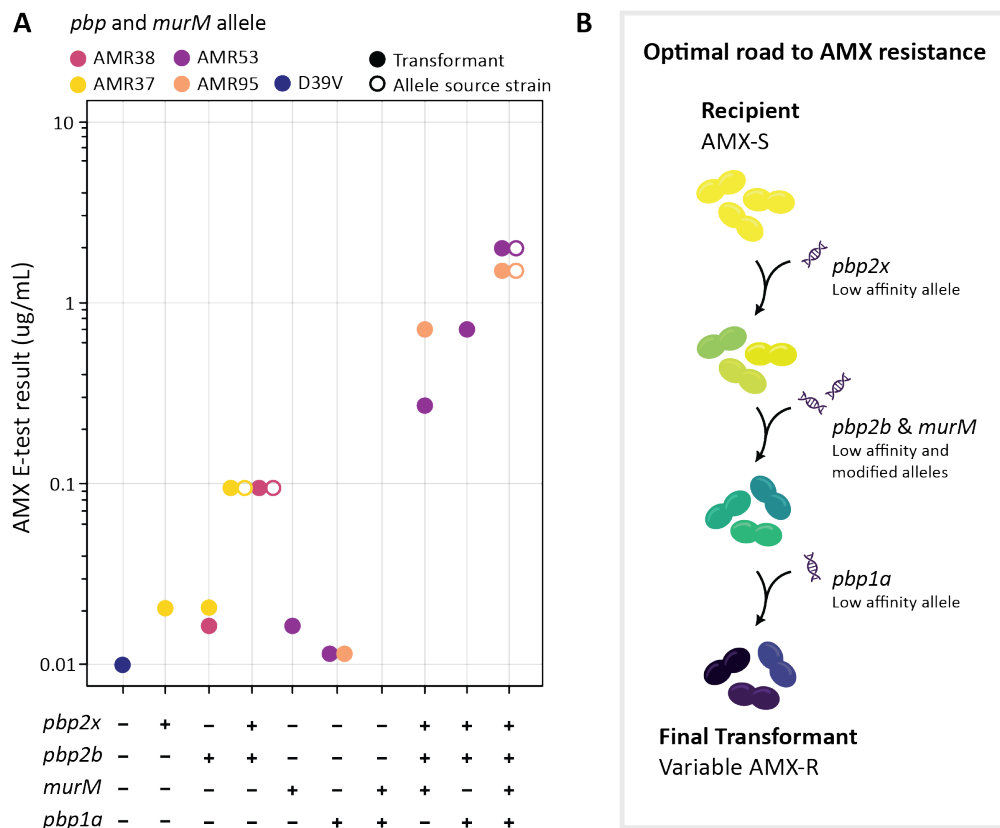 A
pbp and murM allele
AMR38 AMR53 Transformant
AMR37 AMR95 D39V Allele source strain
10
1
0.1
0.01
AMX E-test result (ug/mL)
pbp2x – + – + – – – + + +
pbp2b – – + + – – – + + +
murM – – – – + – + + – +
pbp1a – – – – – + + – + +
B
Optimal road to AMX resistance
Recipient
AMX-S
pbp2x
Low affinity allele
pbp2b & murM
Low affinity and
modified alleles
pbp1a
Low affinity allele
Final Transformant
Variable AMX-R